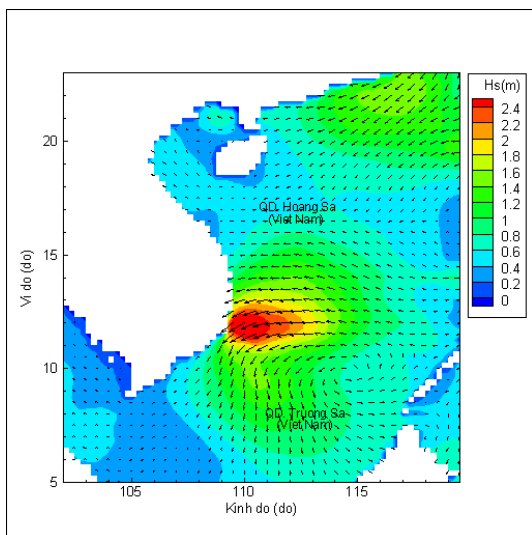 Hs(m)
2.4
2.2
2
1.8
1.6
1.4
1.2
1
0.8
0.6
0.4
0.2
0
20
15
10
5
Vi do (do)
QD. Hoang Sa
(Viet Nam)
QD. Truong Sa
(Viet Nam)
105
110
115
Kinh do (do)